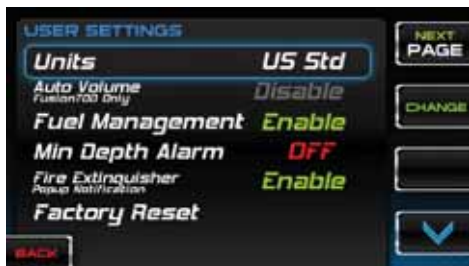 USER SETTINGS
NEXT
PAGE
Units US Std
Auto Volume Disable
Fusion700 Only
CHANGE
Fuel Management Enable
Min Depth Alarm OFF
Fire Extinguisher Enable
Popup Notification
Factory Reset
BACK